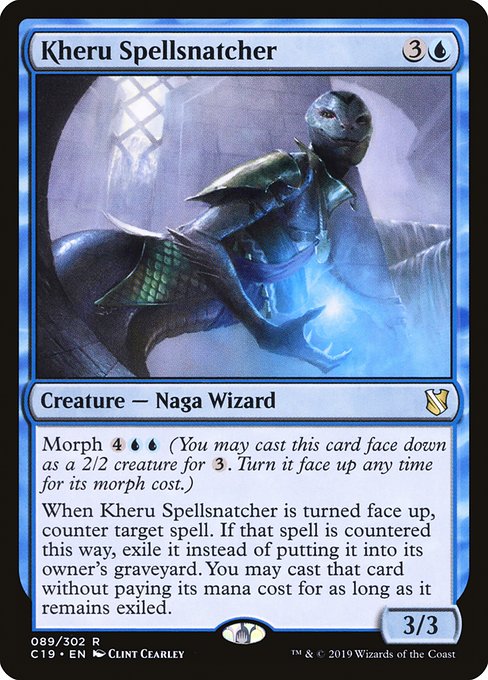 Kheru Spellsnatcher 3
Creature — Naga Wizard
Morph 4 (You may cast this card face down
as a 2/2 creature for 3. Turn it face up any time
for its morph cost.)
When Kheru Spellsnatcher is turned face up,
counter target spell. If that spell is countered
this way, exile it instead of putting it into its
owner's graveyard. You may cast that card
without paying its mana cost for as long as it
remains exiled.
3/3
089/302 R
C19 • EN Clint Cearley
™ & © 2019 Wizards of the Coast